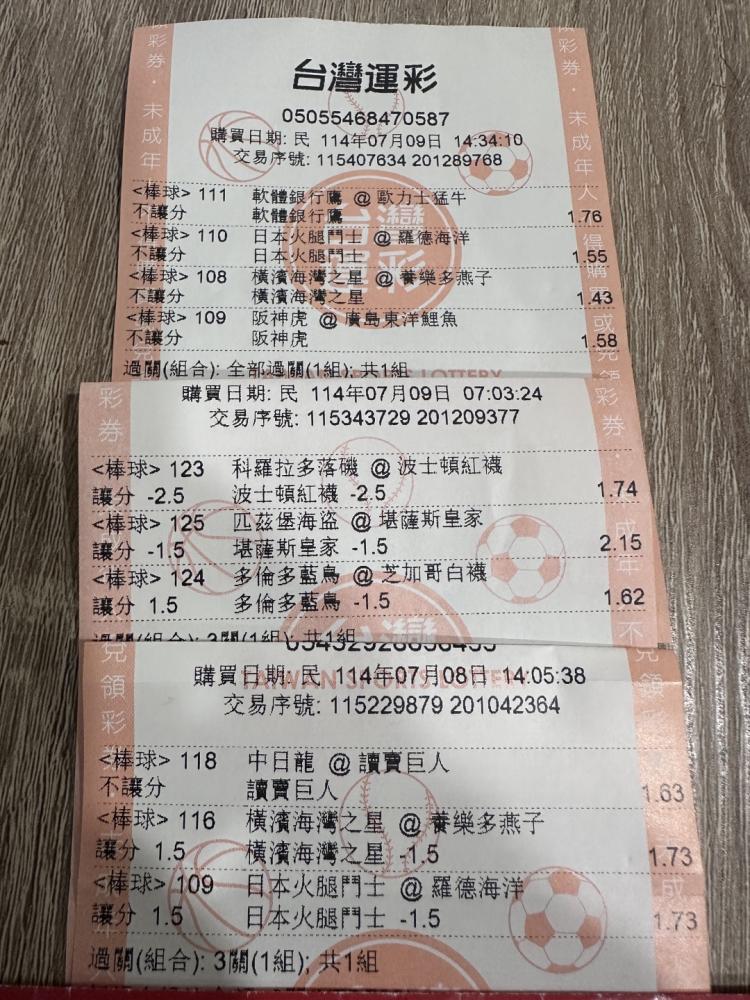 台灣運彩
05055468470587
購買日期: 民 114年07月09日 14:34:10
交易序號: 115407634 201289768
<棒球> 111 軟體銀行鷹 @ 歐力士猛牛
不讓分 軟體銀行鷹 1.76
<棒球> 110 日本火腿鬥士 @ 羅德海洋
不讓分 日本火腿鬥士 1.55
<棒球> 108 橫濱海灣之星 @ 養樂多燕子
不讓分 橫濱海灣之星 1.43
<棒球> 109 阪神虎 @ 廣島東洋鯉魚
不讓分 阪神虎 1.58
過關(組合): 全部過關(1組); 共1組
購買日期: 民 114年07月09日 07:03:24
交易序號: 115343729 201209377
<棒球> 123 科羅拉多落磯 @ 波士頓紅襪
讓分 -2.5 波士頓紅襪 -2.5 1.74
<棒球> 125 匹茲堡海盜 @ 堪薩斯皇家
讓分 -1.5 堪薩斯皇家 -1.5 2.15
<棒球> 124 多倫多藍鳥 @ 芝加哥白襪
讓分 1.5 多倫多藍鳥 -1.5 1.62
過關(組合): 3關(1組); 共1組
購買日期: 民 114年07月08日 14:05:38
TAIWAN SPORTS LOTTERY
交易序號: 115229879 201042364
<棒球> 118 中日龍 @ 讀賣巨人
不讓分 讀賣巨人 1.63
<棒球> 116 橫濱海灣之星 @ 養樂多燕子
讓分 1.5 橫濱海灣之星 -1.5 1.73
<棒球> 109 日本火腿鬥士 @ 羅德海洋
讓分 1.5 日本火腿鬥士 -1.5 1.73
過關(組合): 3關(1組); 共1組